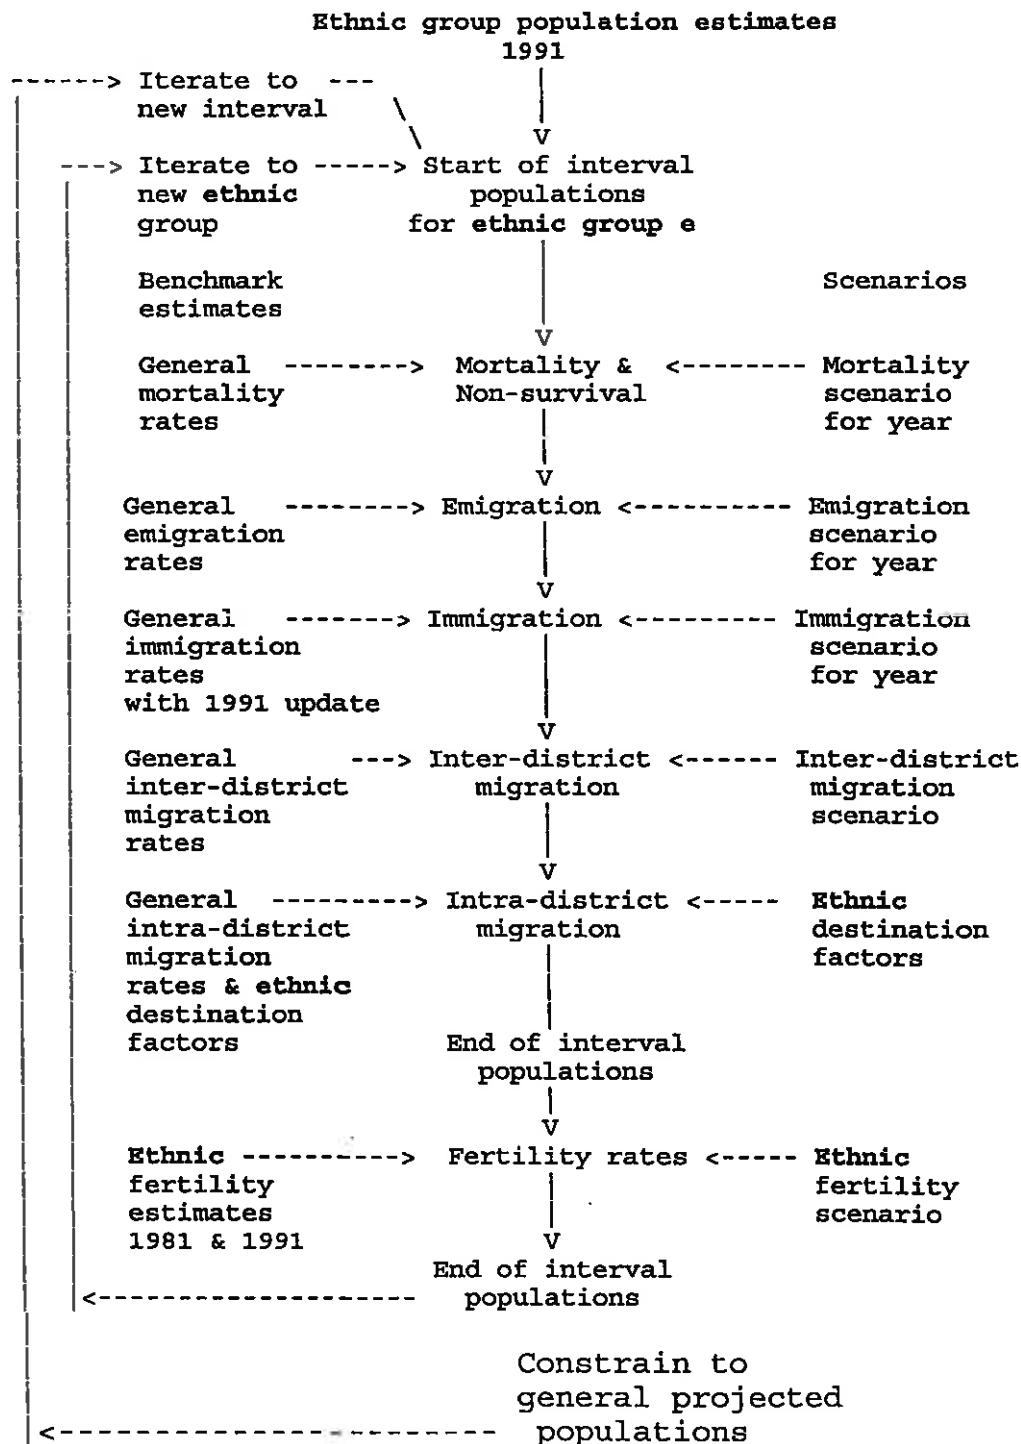 Ethnic group population estimates
1991
------> Iterate to ---
new interval
---> Iterate to -----> Start of interval
new ethnic populations
group for ethnic group e
Benchmark Scenarios
estimates
General --------> Mortality & <-------- Mortality
mortality Non-survival scenario
rates for year
General --------> Emigration <---------- Emigration
emigration scenario
rates for year
General -------> Immigration <--------- Immigration
immigration scenario
rates for year
with 1991 update
General ---> Inter-district <------ Inter-district
inter-district migration migration
migration scenario
rates
General ---------> Intra-district <----- Ethnic
intra-district migration destination
migration factors
rates & ethnic
destination
factors End of interval
populations
Ethnic ----------> Fertility rates <----- Ethnic
fertility fertility
estimates scenario
1981 & 1991
End of interval
<------------------- populations
Constrain to
general projected
<------------------------- populations